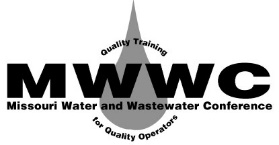 Quality Training
MWWC
Missouri Water and Wastewater Conference
for Quality Operators